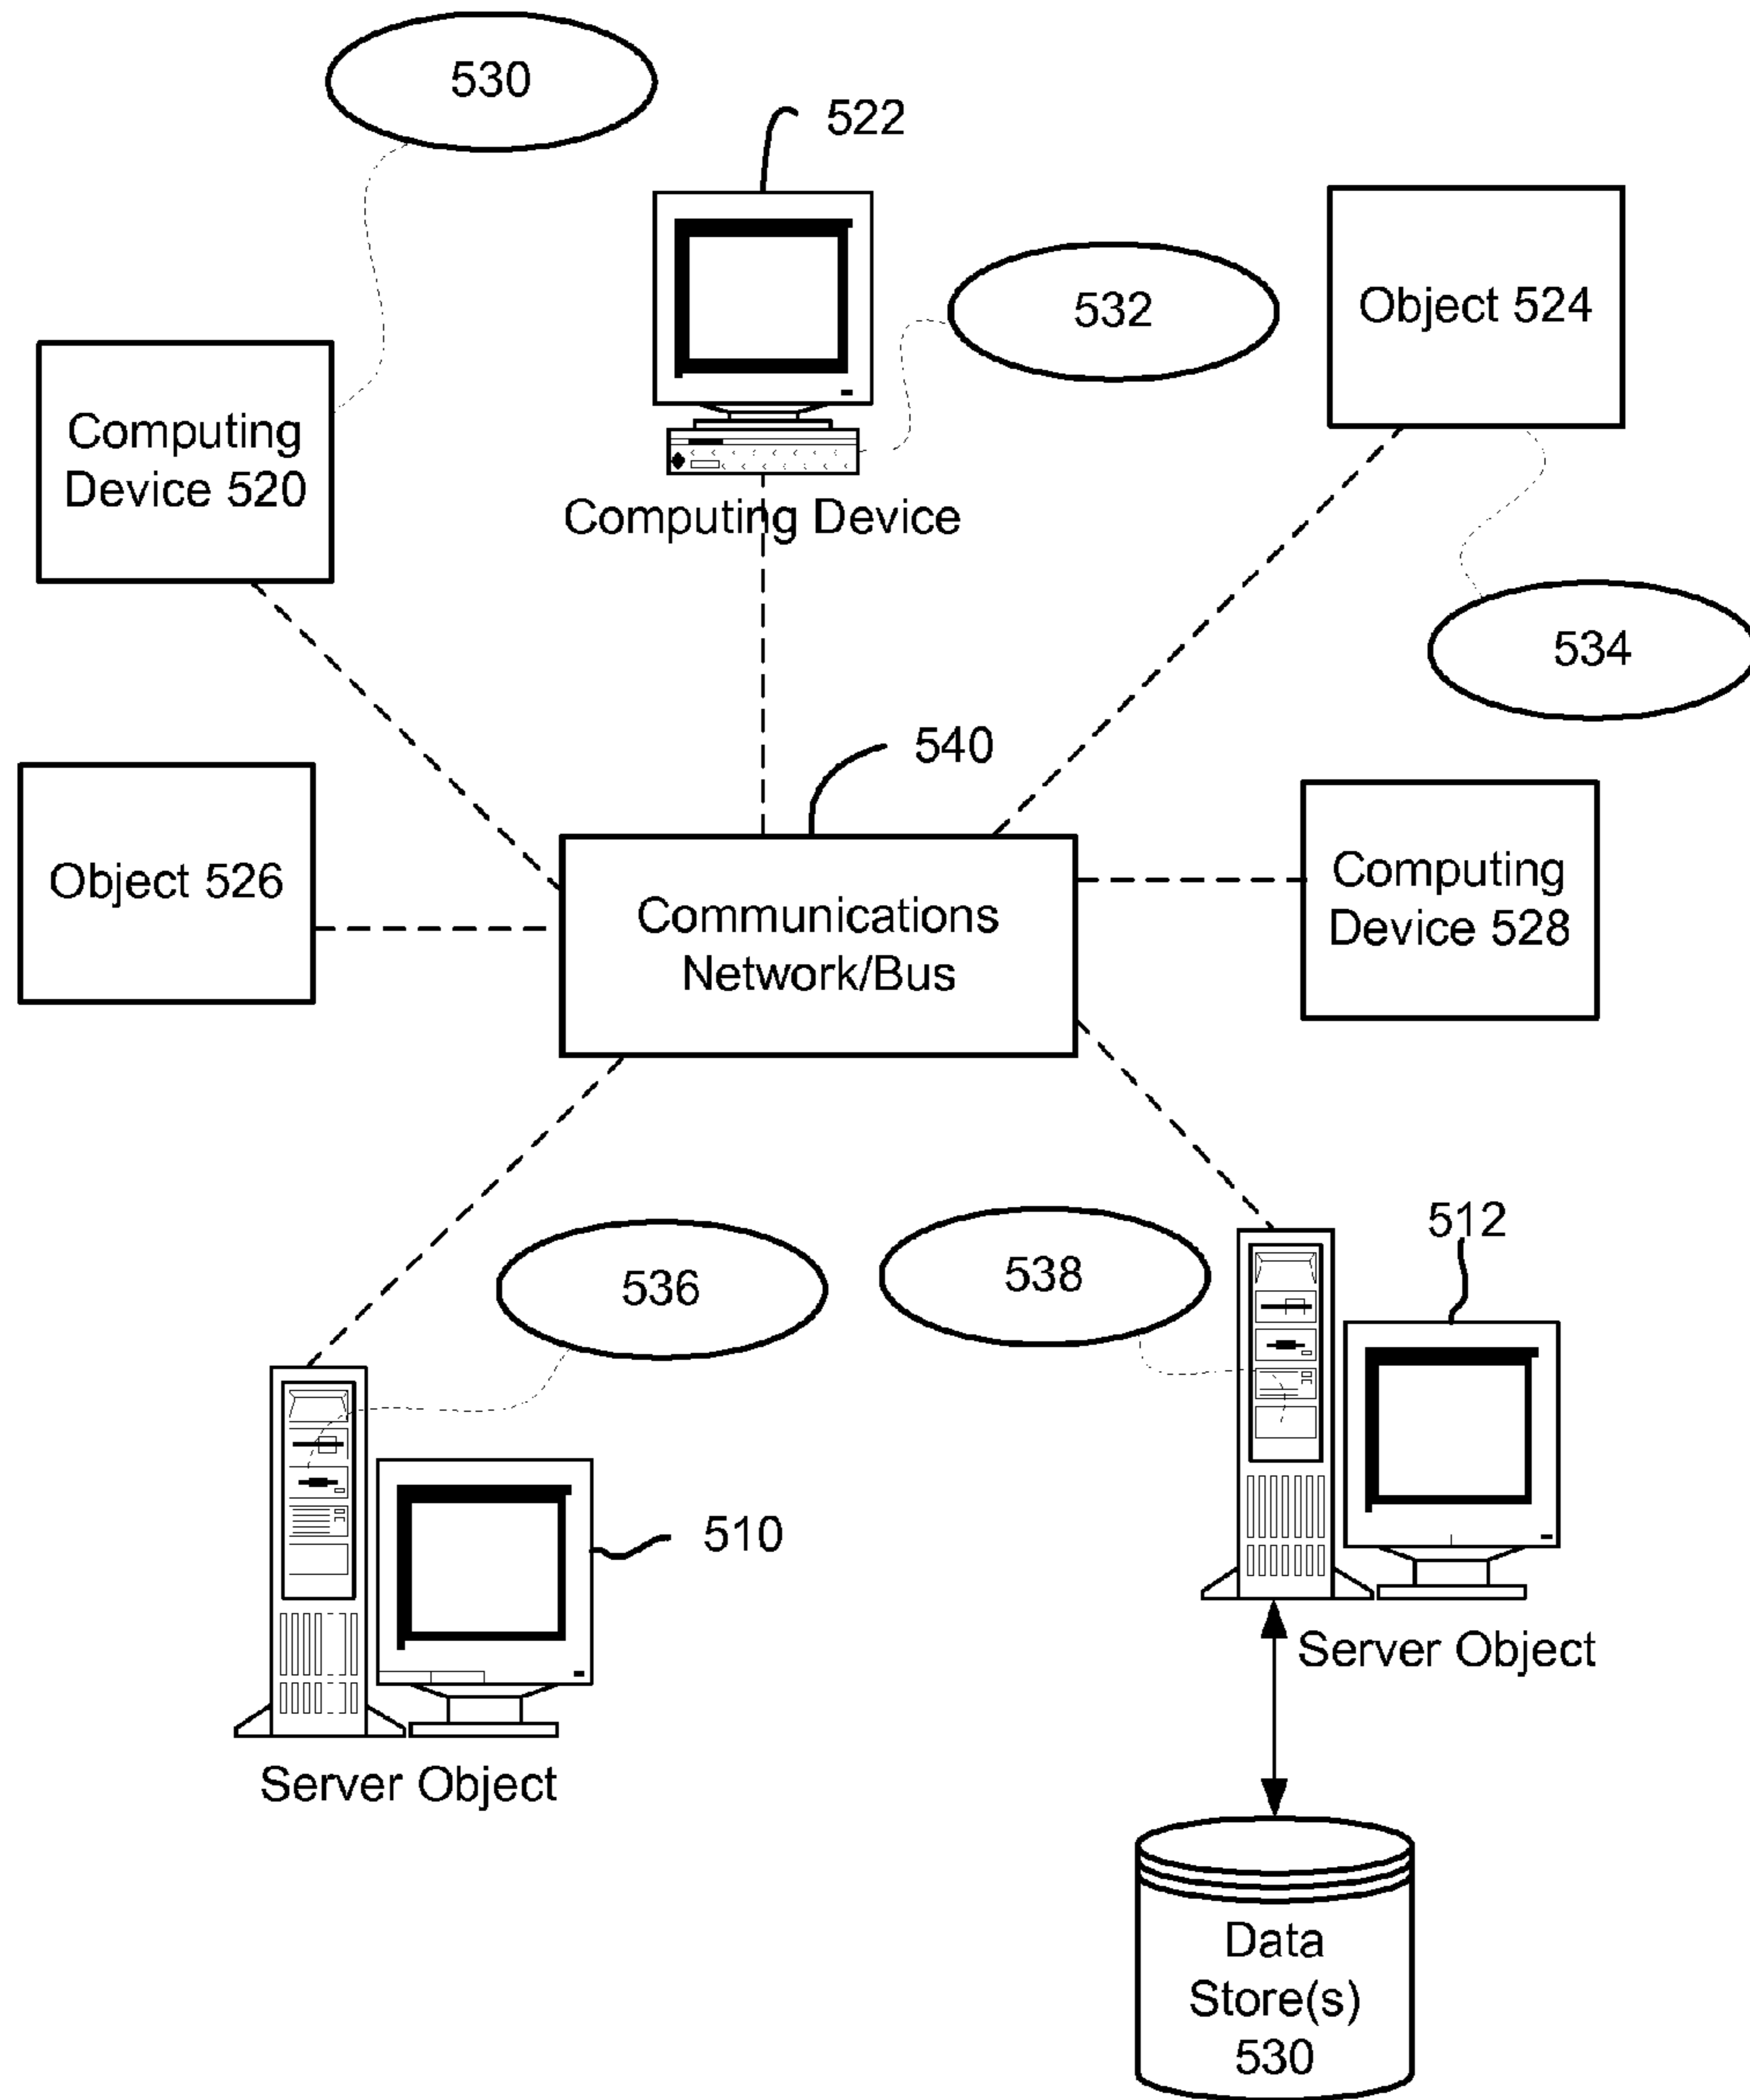 530
522
532
Object 524
Computing
Device 520
Computing Device
534
540
Object 526
Communications
Network/Bus
Computing
Device 528
512
536
538
510
Server Object
Server Object
Data
Store(s)
530